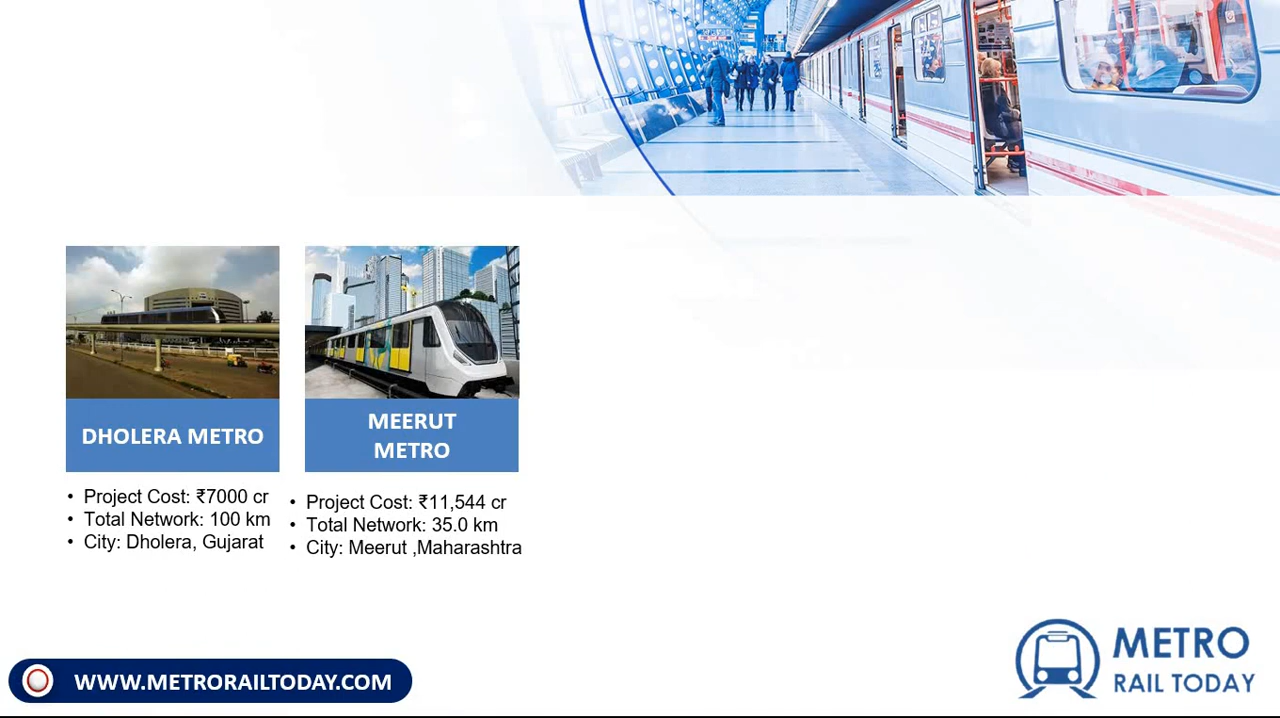 DHOLERA METRO
• Project Cost: ₹7000 cr
• Total Network: 100 km
• City: Dholera, Gujarat
MEERUT
METRO
• Project Cost: ₹11,544 cr
• Total Network: 35.0 km
• City: Meerut ,Maharashtra
WWW.METRORAILTODAY.COM
METRO
RAIL TODAY